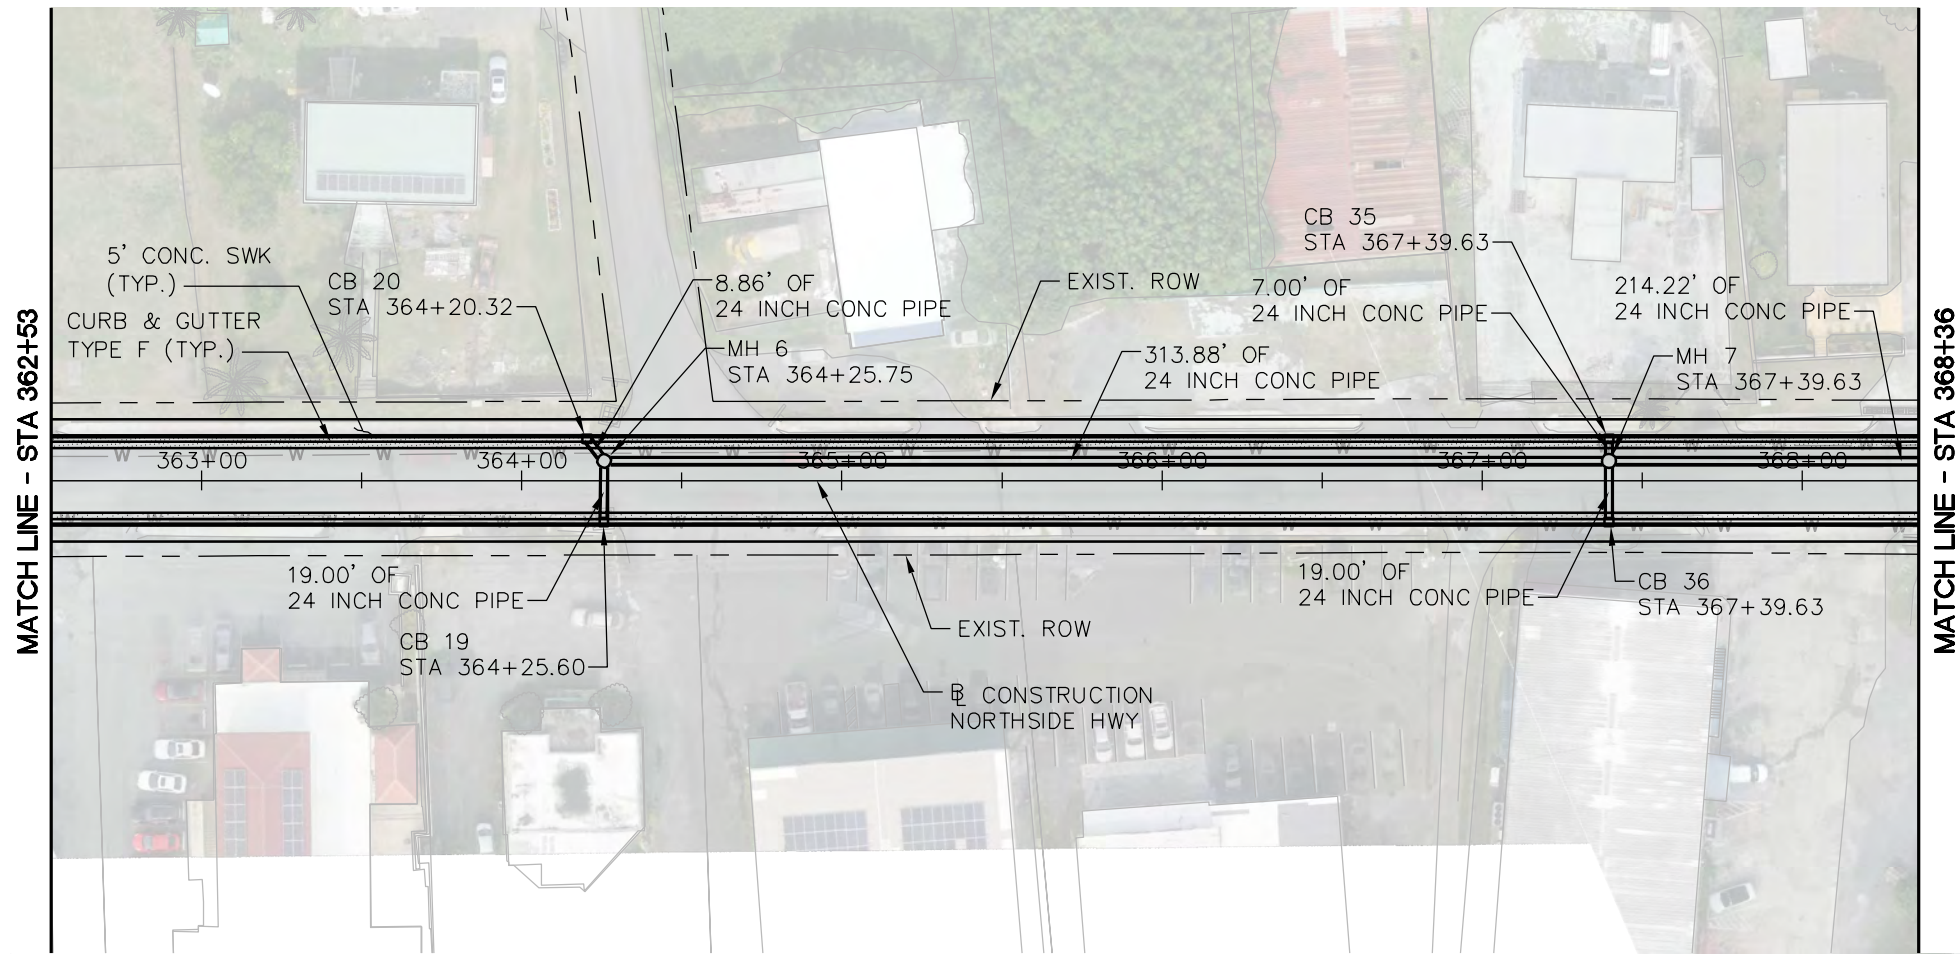 MATCH LINE - STA 362+53
5' CONC. SWK
(TYP.)
CURB & GUTTER
TYPE F (TYP.)
CB 20
STA 364+20.32
8.86' OF
24 INCH CONC PIPE
MH 6
STA 364+25.75
EXIST. ROW
313.88' OF
24 INCH CONC PIPE
CB 35
STA 367+39.63
7.00' OF
24 INCH CONC PIPE
214.22' OF
24 INCH CONC PIPE
MH 7
STA 367+39.63
W W W W W W W W W W
363+00 364+00 365+00 366+00 367+00 368+00
W W W W W W W W W W W
19.00' OF
24 INCH CONC PIPE
CB 19
STA 364+25.60
EXIST. ROW
BL CONSTRUCTION
NORTHSIDE HWY
19.00' OF
24 INCH CONC PIPE
CB 36
STA 367+39.63
MATCH LINE - STA 368+36